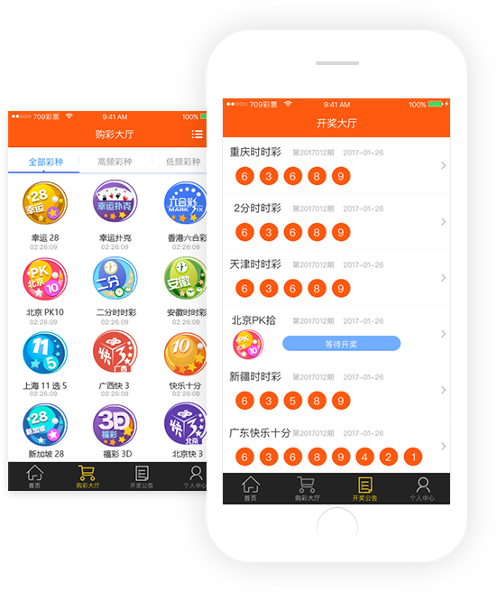 709彩票 9:41 AM 100%
购彩大厅
全部彩种 高频彩种 低频彩种
28 幸运
幸运扑克
六合彩 MARK SIX
幸运 28 幸运扑克 香港六合彩
02:26:09 02:26:09 02:26:09
PK 北京 10
二分
安徽
北京 PK10 二分时时彩 安徽时时彩
02:26:09 02:26:09 02:26:09
11 5
快3 广西
10
上海 11 选 5 广西快 3 快乐十分
02:26:09 02:26:09 02:26:09
28 新加坡
3D 福彩
快3 北京
新加坡 28 福彩 3D 北京快 3
首页 购彩大厅 开奖公告 个人中心
709彩票 9:41 AM 100%
开奖大厅
重庆时时彩 第2017012期 2017-01-26
6 3 6 8 9
2分时时彩 第2017012期 2017-01-26
6 3 6 8 9
天津时时彩 第2017012期 2017-01-26
6 3 6 8 9
北京PK拾 第2017012期 2017-01-26
PK 北京 10 等待开奖
新疆时时彩 第2017012期 2017-01-26
6 3 5 8 9
广东快乐十分 第2017012期 2017-01-26
6 3 6 8 9 4 2 1
首页 购彩大厅 开奖公告 个人中心